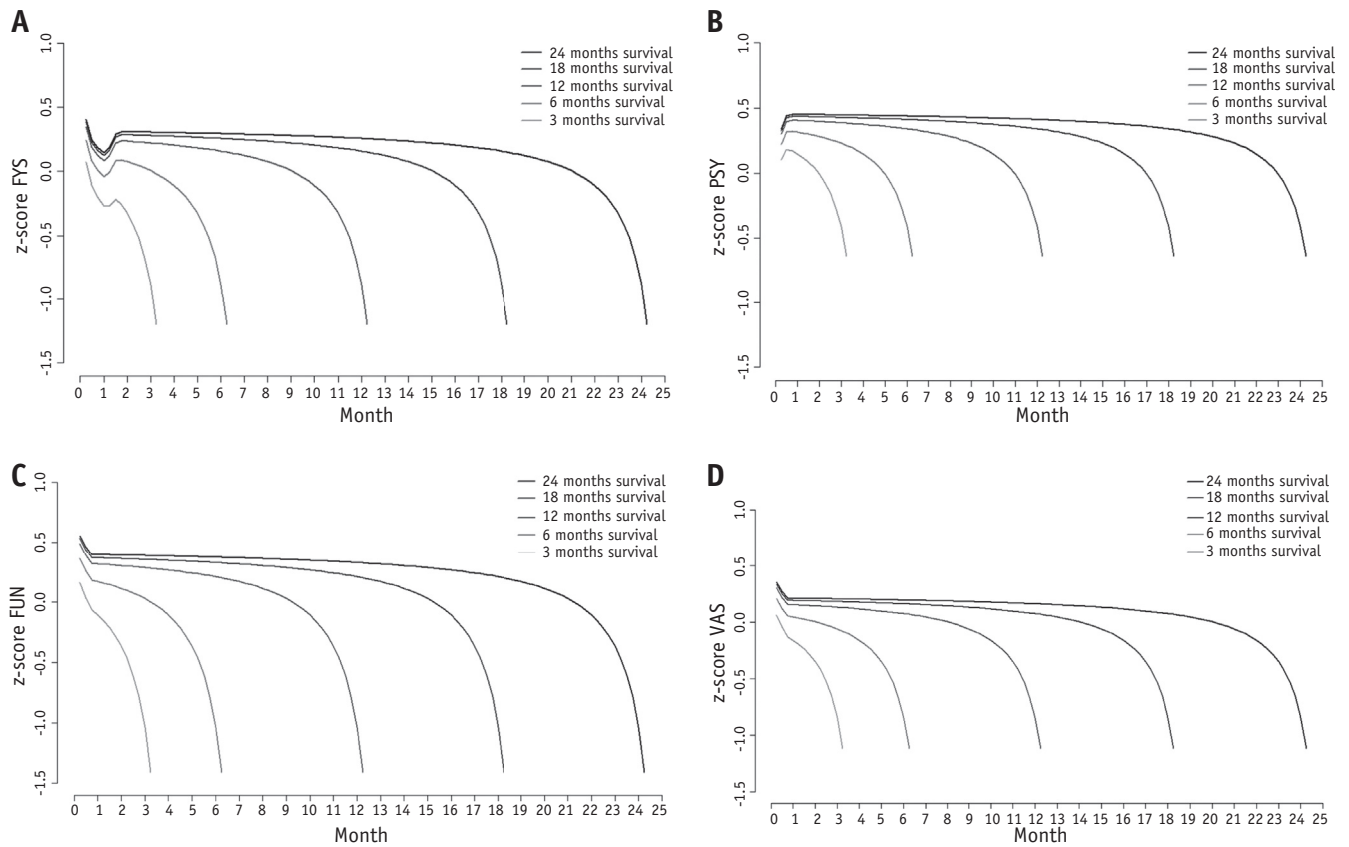 A
1.0
0.5
0.0
-0.5
-1.0
-1.5
z-score FYS
24 months survival
18 months survival
12 months survival
6 months survival
3 months survival
0 1 2 3 4 5 6 7 8 9 10 11 12 13 14 15 16 17 18 19 20 21 22 23 24 25
Month
B
1.0
0.5
0.0
-0.5
-1.0
-1.5
z-score PSY
24 months survival
18 months survival
12 months survival
6 months survival
3 months survival
0 1 2 3 4 5 6 7 8 9 10 11 12 13 14 15 16 17 18 19 20 21 22 23 24 25
Month
C
1.0
0.5
0.0
-0.5
-1.0
-1.5
z-score FUN
24 months survival
18 months survival
12 months survival
6 months survival
3 months survival
0 1 2 3 4 5 6 7 8 9 10 11 12 13 14 15 16 17 18 19 20 21 22 23 24 25
Month
D
1.0
0.5
0.0
-0.5
-1.0
-1.5
z-score VAS
24 months survival
18 months survival
12 months survival
6 months survival
3 months survival
0 1 2 3 4 5 6 7 8 9 10 11 12 13 14 15 16 17 18 19 20 21 22 23 24 25
Month